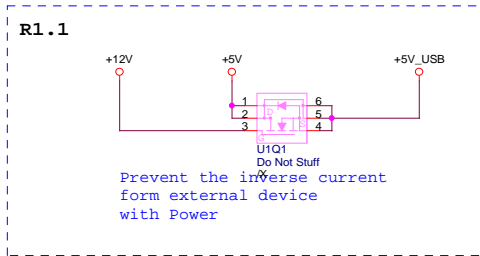 R1.1
+12V
+5V
+5V_USB
1
6
D
2
5
S
3
4
G
U1Q1
Do Not Stuff
/X
Prevent the inverse current
form external device
with Power